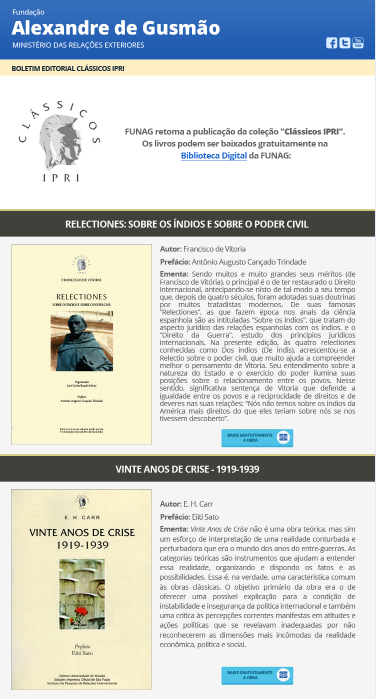 Fundação
Alexandre de Gusmão
MINISTÉRIO DAS RELAÇÕES EXTERIORES
BOLETIM EDITORIAL CLÁSSICOS IPRI
CLÁSSICOS
IPRI
FUNAG retoma a publicação da coleção "Clássicos IPRI".
Os livros podem ser baixados gratuitamente na
Biblioteca Digital da FUNAG:
RELECTIONES: SOBRE OS ÍNDIOS E SOBRE O PODER CIVIL
FRANCISCO DE VITORIA
RELECTIONES
SOBRE OS ÍNDIOS E SOBRE O PODER CIVIL
Prefácio
Autor: Francisco de Vitoria
Prefácio: Antônio Augusto Cançado Trindade
Ementa: Sendo muitos e muito grandes seus méritos (de
Francisco de Vitória), o principal é o de ter restaurado o Direito
Internacional, antecipando-se nisto de tal modo a seu tempo
que, depois de quatro séculos, foram adotadas suas doutrinas
por muitos tratadistas modernos. De suas famosas
"Relectiones", as que fazem época nos anais da ciência
espanhola são as intituladas "Sobre os índios", que tratam do
aspecto jurídico das relações espanholas com os índios, e o
"Direito da Guerra", estudo dos princípios jurídicos
internacionais. Na presente edição, às quatro relectiones
conhecidas como Dos índios (De indis), acrescentou-se a
Relectio sobre o poder civil, que muito ajuda a compreender
melhor o pensamento de Vitoria. Seu entendimento sobre a
natureza do Estado e o exercício do poder ilumina suas
posições sobre o relacionamento entre os povos. Nesse
sentido, significativa sentença de Vitoria que defende a
igualdade entre os povos e a reciprocidade de direitos e de
deveres nas suas relações: "Nós não temos sobre os índios da
América mais direitos do que eles teriam sobre nós se nos
tivessem descoberto".
BAIXE GRATUITAMENTE
A OBRA
VINTE ANOS DE CRISE - 1919-1939
E. H. CARR
VINTE ANOS DE CRISE
1919-1939
Prefácio
Eiiti Sato
Editora Universidade de Brasília
Instituto de Pesquisa de Relações Internacionais
Autor: E. H. Carr
Prefácio: Eiiti Sato
Ementa: Vinte Anos de Crise não é uma obra teórica, mas sim
um esforço de interpretação de uma realidade conturbada e
perturbadora que era o mundo dos anos do entre-guerras. As
categorias teóricas são instrumentos que ajudam a entender
essa realidade, organizando e dispondo os fatos e as
possibilidades. Essa é, na verdade, uma característica comum
às obras clássicas. O objetivo primário da obra era o de
oferecer uma possível explicação para a condição de
instabilidade e insegurança da política internacional e também
uma crítica às percepções correntes manifestas em atitudes e
ações políticas que se revelavam inadequadas por não
reconhecerem as dimensões mais incômodas da realidade
econômica, política e social.
BAIXE GRATUITAMENTE
A OBRA